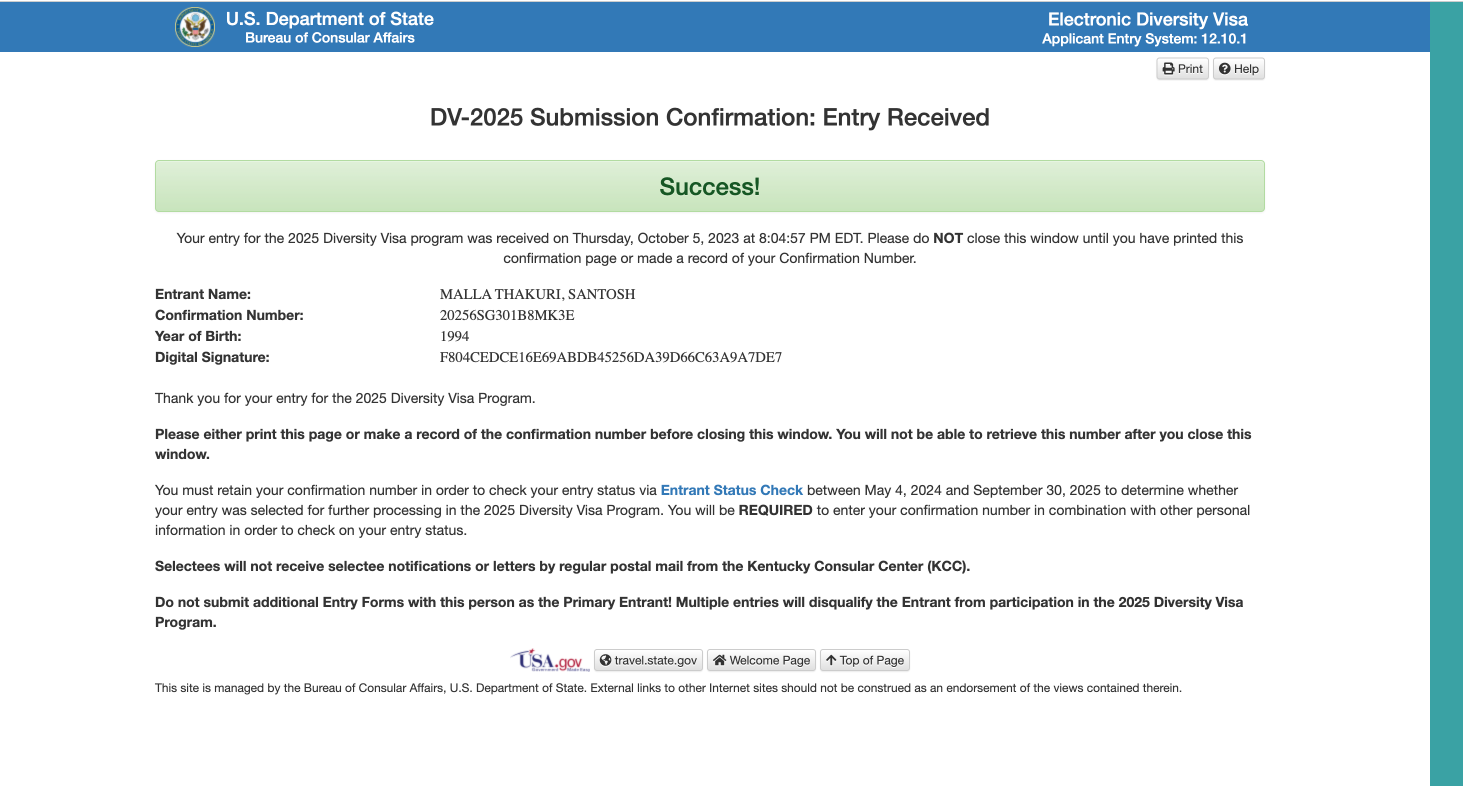 U.S. Department of State
Bureau of Consular Affairs
Electronic Diversity Visa
Applicant Entry System: 12.10.1
Print Help
DV-2025 Submission Confirmation: Entry Received
Success!
Your entry for the 2025 Diversity Visa program was received on Thursday, October 5, 2023 at 8:04:57 PM EDT. Please do NOT close this window until you have printed this
confirmation page or made a record of your Confirmation Number.
Entrant Name: MALLA THAKURI, SANTOSH
Confirmation Number: 20256SG301B8MK3E
Year of Birth: 1994
Digital Signature: F804CEDCE16E69ABDB45256DA39D66C63A9A7DE7
Thank you for your entry for the 2025 Diversity Visa Program.
Please either print this page or make a record of the confirmation number before closing this window. You will not be able to retrieve this number after you close this
window.
You must retain your confirmation number in order to check your entry status via Entrant Status Check between May 4, 2024 and September 30, 2025 to determine whether
your entry was selected for further processing in the 2025 Diversity Visa Program. You will be REQUIRED to enter your confirmation number in combination with other personal
information in order to check on your entry status.
Selectees will not receive selectee notifications or letters by regular postal mail from the Kentucky Consular Center (KCC).
Do not submit additional Entry Forms with this person as the Primary Entrant! Multiple entries will disqualify the Entrant from participation in the 2025 Diversity Visa
Program.
USA.gov travel.state.gov Welcome Page Top of Page
This site is managed by the Bureau of Consular Affairs, U.S. Department of State. External links to other Internet sites should not be construed as an endorsement of the views contained therein.